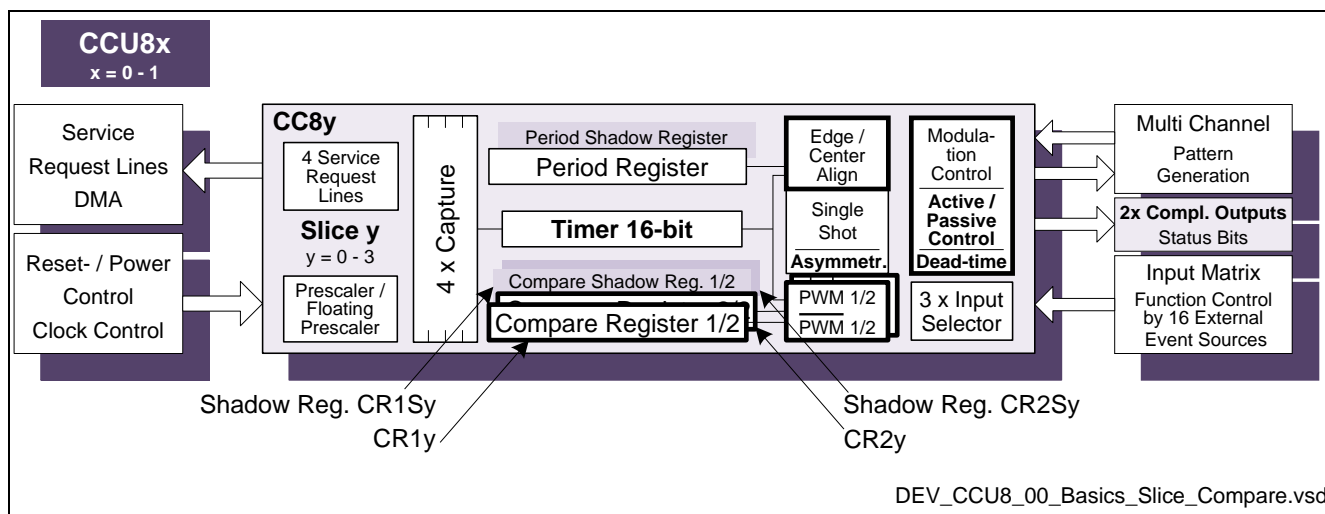 CCU8x
x = 0 - 1
Service
Request Lines
DMA
Reset- / Power
Control
Clock Control
CC8y
4 Service
Request
Lines
Slice y
y = 0 - 3
Prescaler /
Floating
Prescaler
4 x Capture
Period Shadow Register
Period Register
Timer 16-bit
Compare Shadow Reg. 1/2
Compare Register 1/2
Edge /
Center
Align
Single
Shot
Asymmetr.
PWM 1/2
PWM 1/2
Modula-
tion
Control
Active /
Passive
Control
Dead-time
3 x Input
Selector
Multi Channel
Pattern
Generation
2x Compl. Outputs
Status Bits
Input Matrix
Function Control
by 16 External
Event Sources
Shadow Reg. CR1Sy
CR1y
Shadow Reg. CR2Sy
CR2y
DEV_CCU8_00_Basics_Slice_Compare.vsd